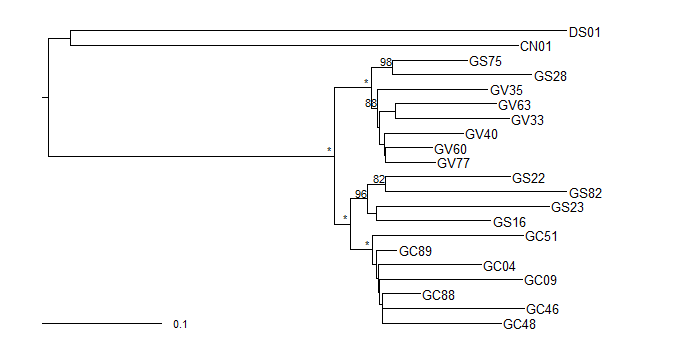 DS01
CN01
98 GS75
GS28
*
GV35
88 GV63
GV33
GV40
* GV60
GV77
82 GS22
96 GS82
GS23
* GS16
* GC51
GC89
GC04
GC09
GC88
GC46
0.1 GC48